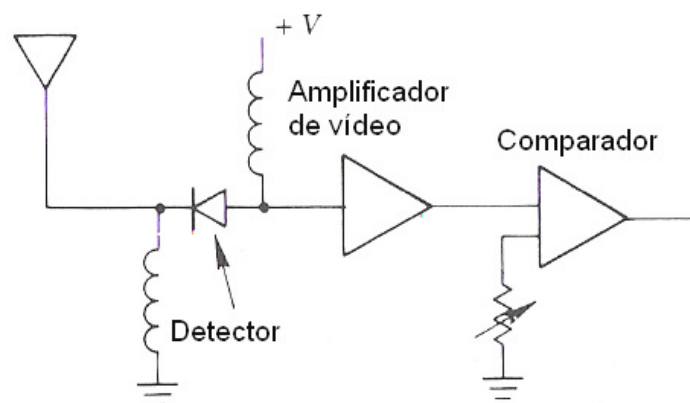 + V
Amplificador
de vídeo
Comparador
Detector